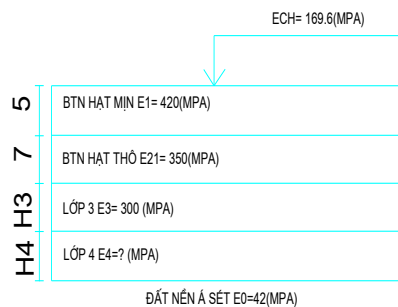 ECH= 169.6(MPA)
5
BTN HẠT MỊN E1= 420(MPA)
7
BTN HẠT THÔ E21= 350(MPA)
H3
LỚP 3 E3= 300 (MPA)
H4
LỚP 4 E4=? (MPA)
ĐẤT NỀN Á SÉT E0=42(MPA)